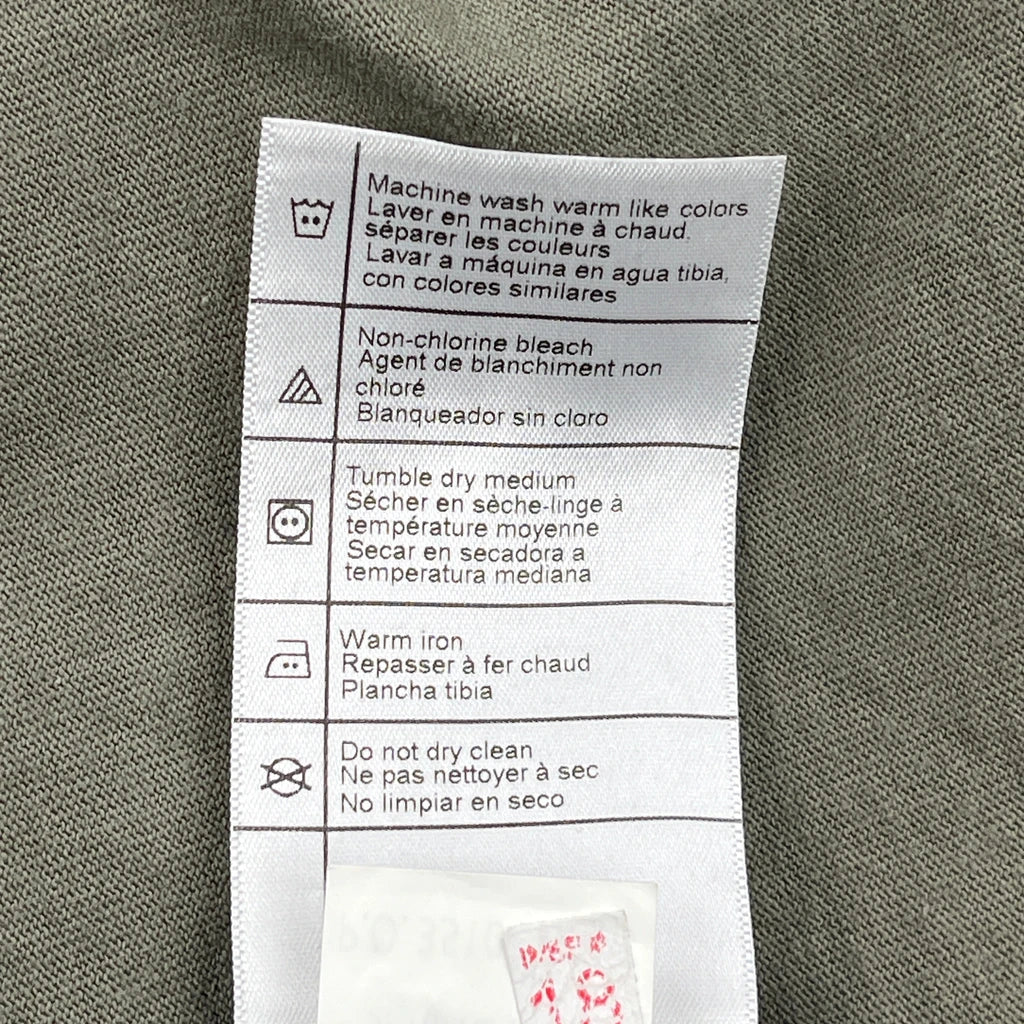 Machine wash warm like colors
Laver en machine à chaud.
séparer les couleurs
Lavar a máquina en agua tibia,
con colores similares
Non-chlorine bleach
Agent de blanchiment non
chloré
Blanqueador sin cloro
Tumble dry medium
Sécher en sèche-linge à
température moyenne
Secar en secadora a
temperatura mediana
Warm iron
Repasser à fer chaud
Plancha tibia
Do not dry clean
Ne pas nettoyer à sec
No limpiar en seco
18